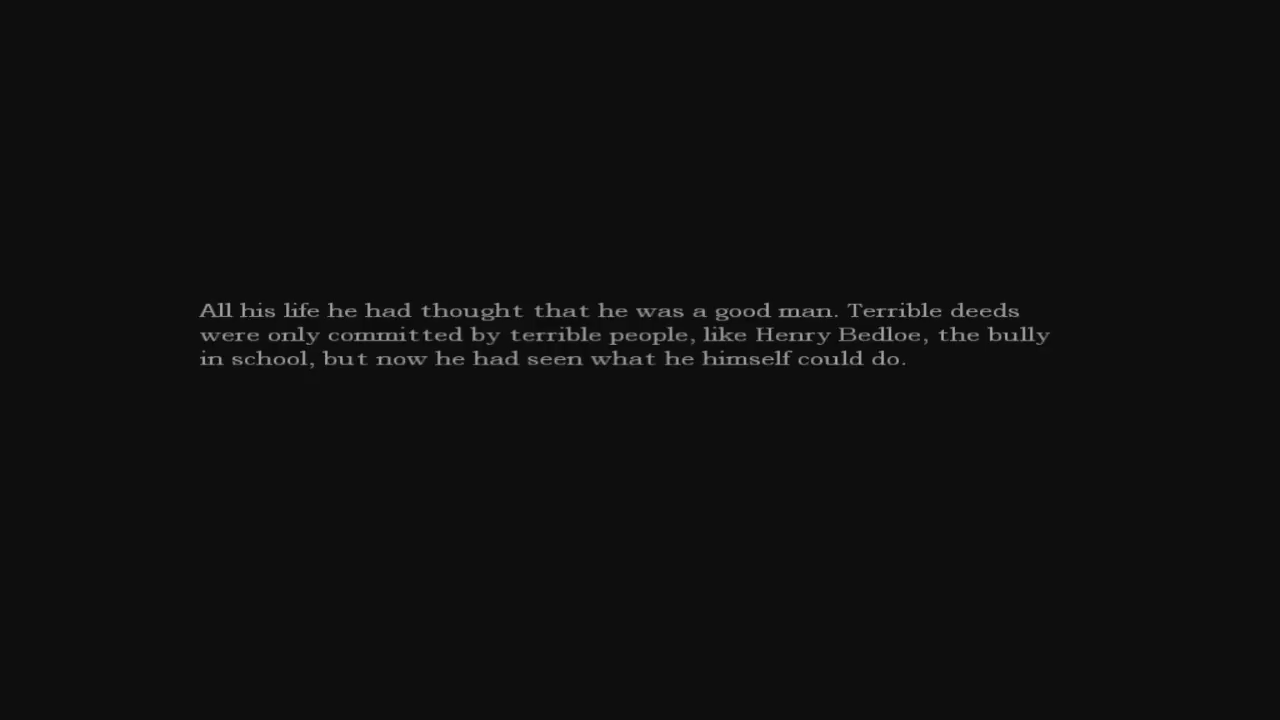 All his life he had thought that he was a good man. Terrible deeds
were only committed by terrible people, like Henry Bedloe, the bully
in school, but now he had seen what he himself could do.